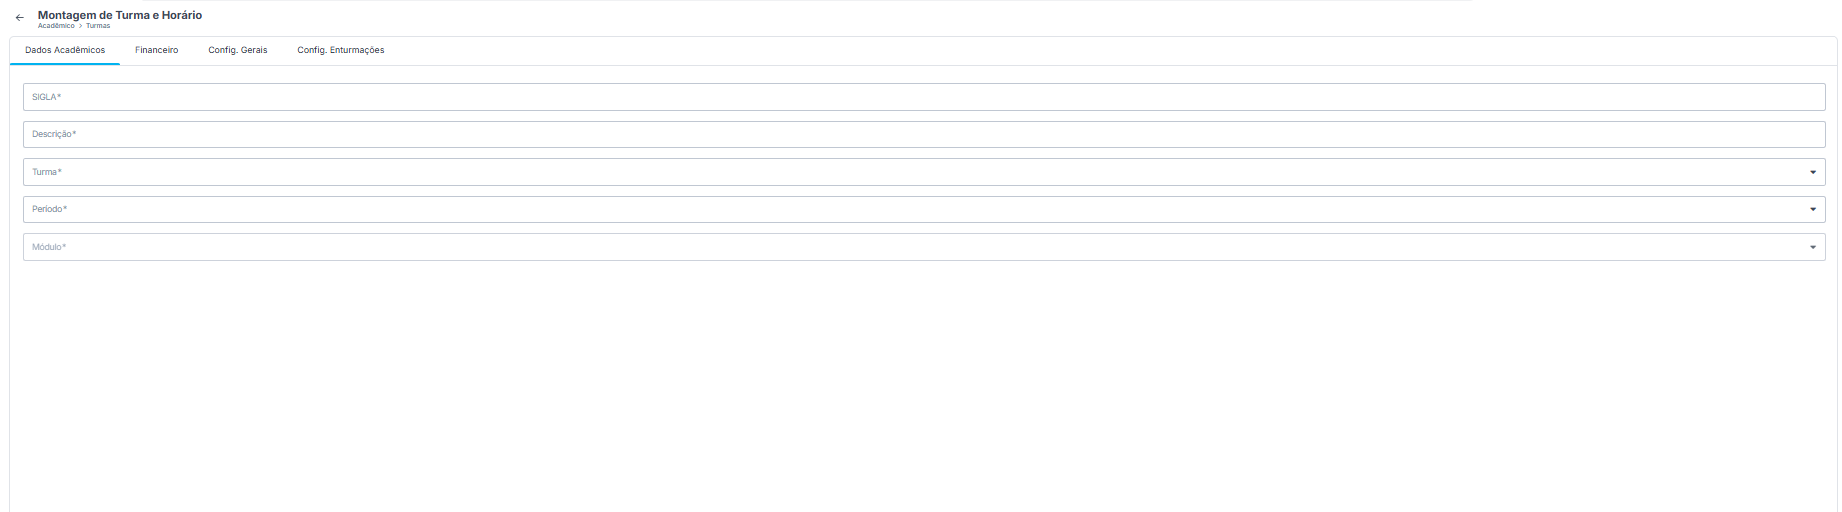 Montagem de Turma e Horário
Acadêmico > Turmas
Dados Acadêmicos Financeiro Config. Gerais Config. Enturmações
SIGLA*
Descrição*
Turma*
Período*
Módulo*